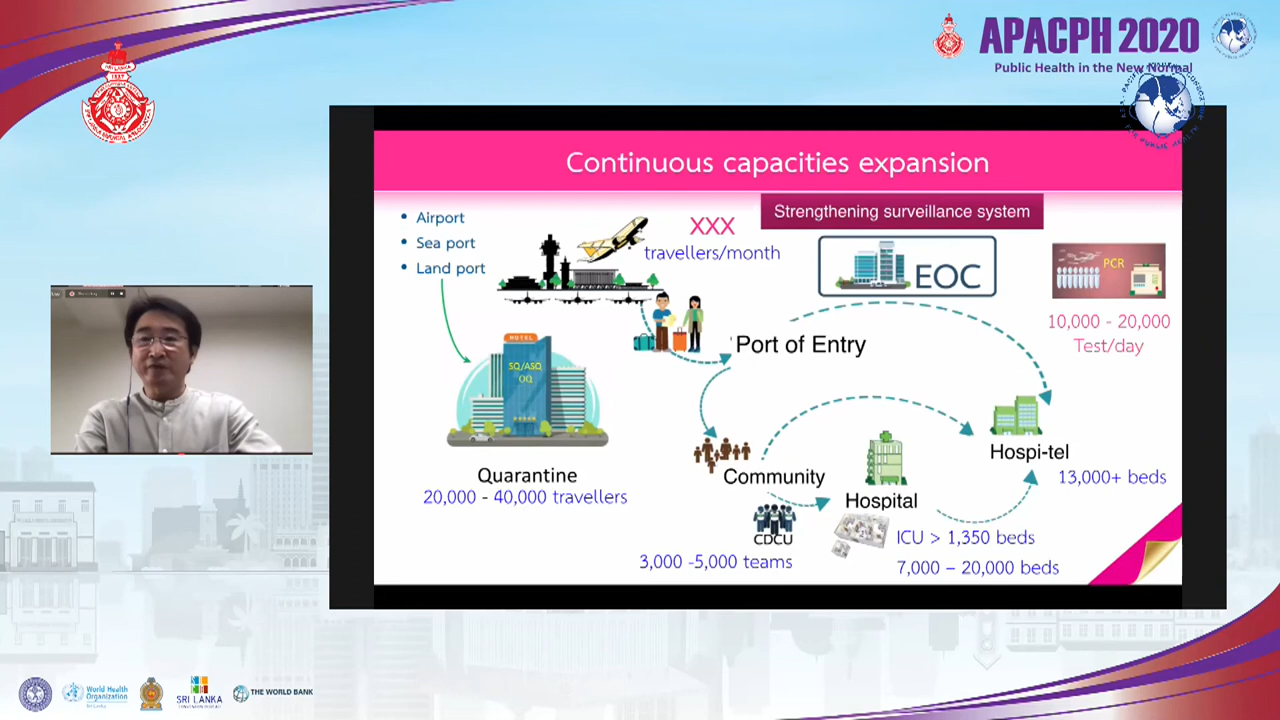 APACPH 2020
Public Health in the New Normal
Continuous capacities expansion
• Airport
• Sea port
• Land port
XXX
travellers/month
Strengthening surveillance system
EOC
PCR
10,000 - 20,000
Test/day
Port of Entry
HOTEL
SQ/ASQ
OQ
Quarantine
20,000 - 40,000 travellers
Community
CDCU
3,000 -5,000 teams
Hospital
ICU > 1,350 beds
7,000 – 20,000 beds
Hospi-tel
13,000+ beds
World Health
Organization
Sri Lanka
SRI LANKA
THE WORLD BANK